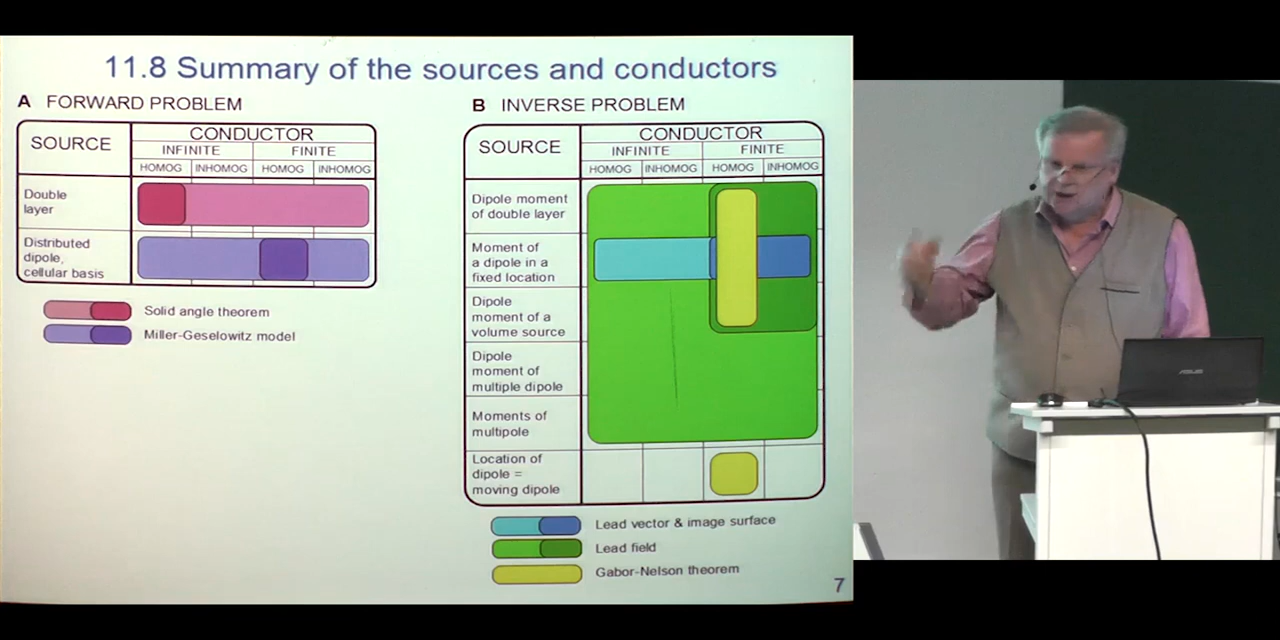 11.8 Summary of the sources and conductors
A FORWARD PROBLEM
SOURCE
CONDUCTOR
INFINITE
FINITE
HOMOG
INHOMOG
HOMOG
INHOMOG
Double
layer
Distributed
dipole,
cellular basis
Solid angle theorem
Miller-Geselowitz model
B INVERSE PROBLEM
SOURCE
CONDUCTOR
INFINITE
FINITE
HOMOG
INHOMOG
HOMOG
INHOMOG
Dipole moment
of double layer
Moment of
a dipole in a
fixed location
Dipole
moment of a
volume source
Dipole
moment of
multiple dipole
Moments of
multipole
Location of
dipole =
moving dipole
Lead vector & image surface
Lead field
Gabor-Nelson theorem
7
ASUS